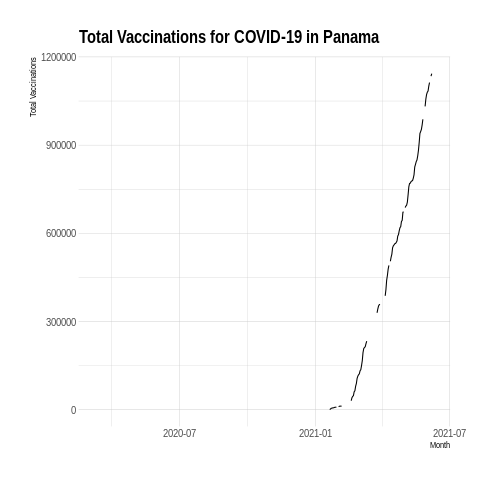 Total Vaccinations for COVID-19 in Panama
Total Vaccinations
1200000
900000
600000
300000
0
2020-07
2021-01
2021-07
Month